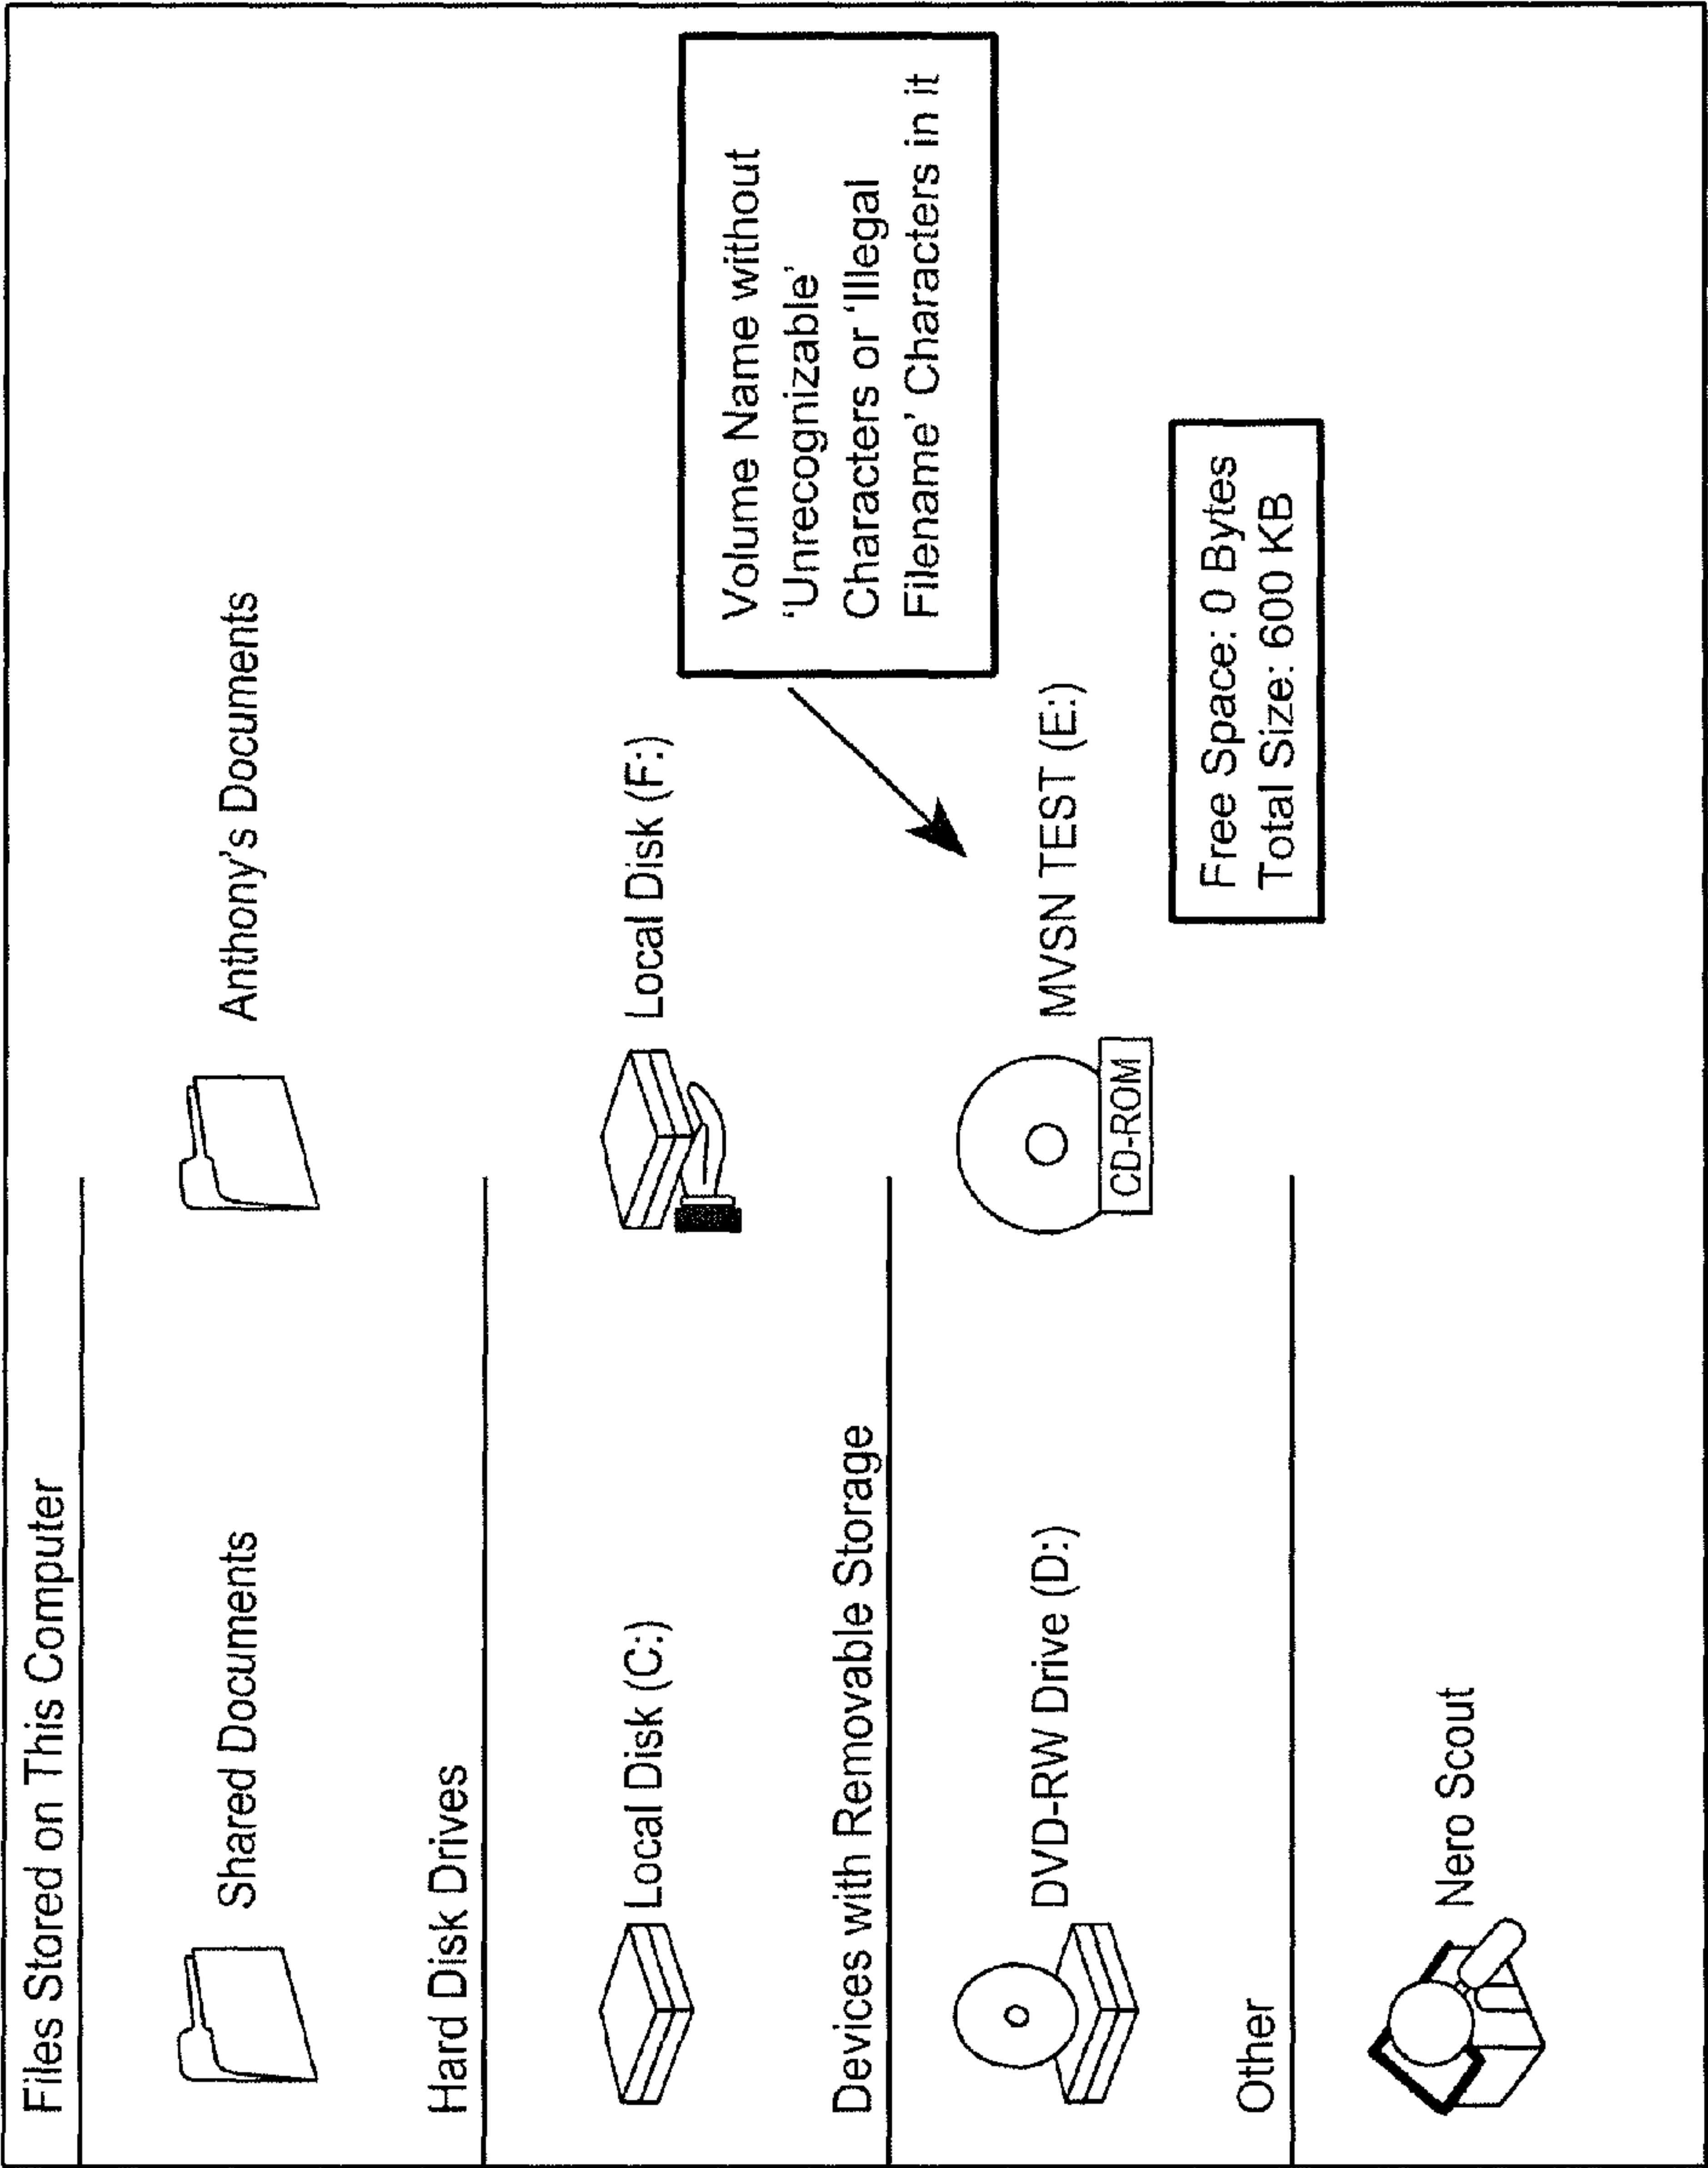 Files Stored on This Computer
Shared Documents
Anthony's Documents
Hard Disk Drives
Local Disk (C:)
Local Disk (F:)
Volume Name without
‘Unrecognizable’
Characters or ‘Illegal
Filename’ Characters in it
Devices with Removable Storage
DVD-RW Drive (D:)
CD-ROM
MVSN TEST (E:)
Free Space: 0 Bytes
Total Size: 600 KB
Other
Nero Scout